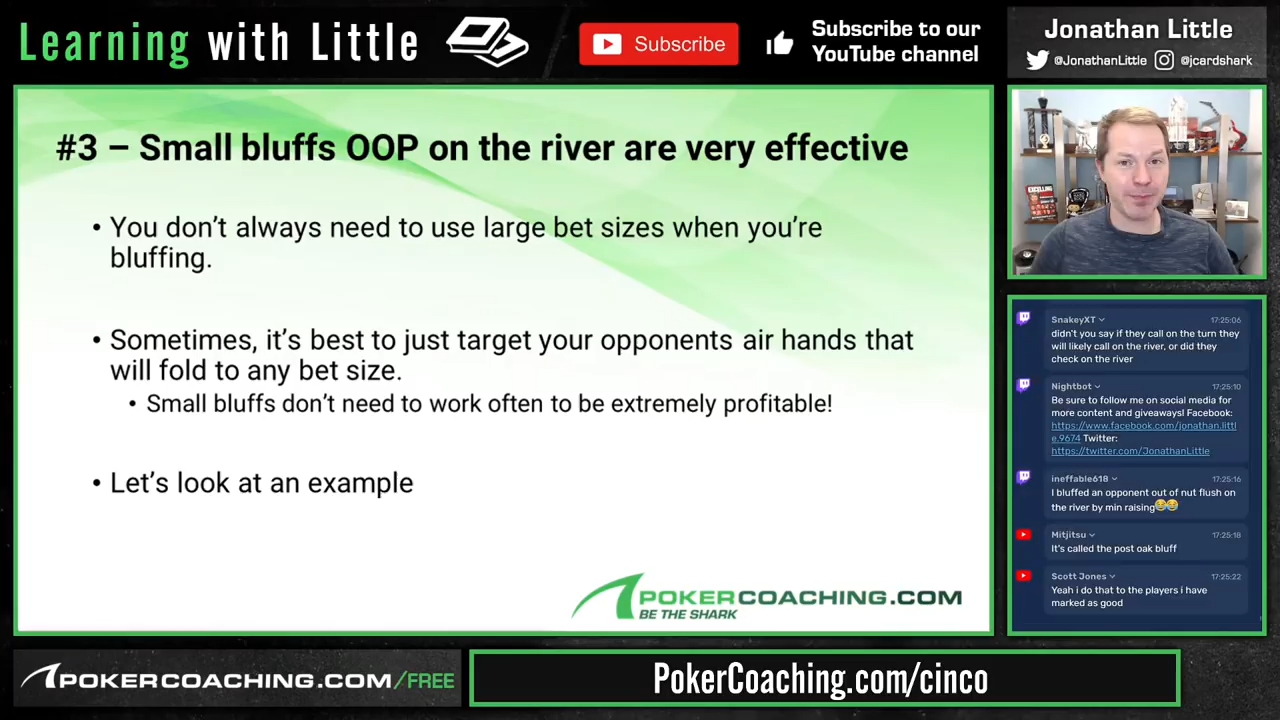 Learning with Little
Subscribe
Subscribe to our
YouTube channel
Jonathan Little
@JonathanLittle
@jcardshark
#3 – Small bluffs OOP on the river are very effective
• You don't always need to use large bet sizes when you're
bluffing.
• Sometimes, it's best to just target your opponents air hands that
will fold to any bet size.
• Small bluffs don't need to work often to be extremely profitable!
• Let's look at an example
POKERCOACHING.COM
BE THE SHARK
SnakeyXT 17:25:06
didn't you say if they call on the turn they
will likely call on the river, or did they
check on the river
Nightbot 17:25:10
Be sure to follow me on social media for
more content and giveaways! Facebook:
https://www.facebook.com/jonathan.littl
e.9674 Twitter:
https://twitter.com/JonathanLittle
ineffable618 17:25:16
I bluffed an opponent out of nut flush on
the river by min raising😂😂
Mitjitsu 17:25:18
It's called the post oak bluff
Scott Jones 17:25:22
Yeah i do that to the players i have
marked as good
POKERCOACHING.COM/FREE
PokerCoaching.com/cinco